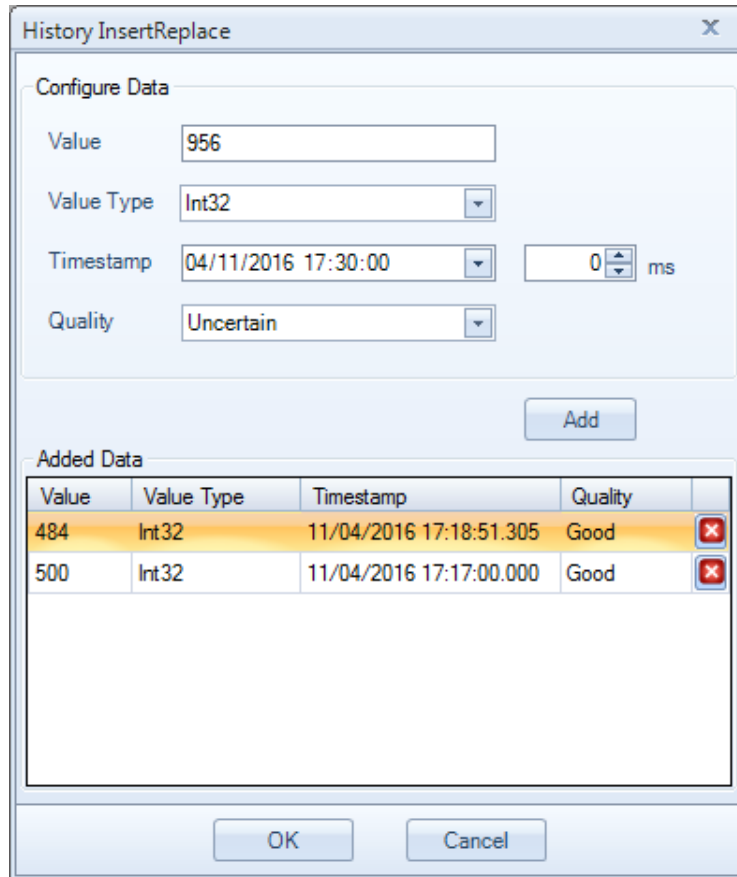 History InsertReplace
Configure Data
Value 956
Value Type Int32
Timestamp 04/11/2016 17:30:00 0 ms
Quality Uncertain
Add
Added Data
Value Value Type Timestamp Quality
484 Int32 11/04/2016 17:18:51.305 Good
500 Int32 11/04/2016 17:17:00.000 Good
OK Cancel